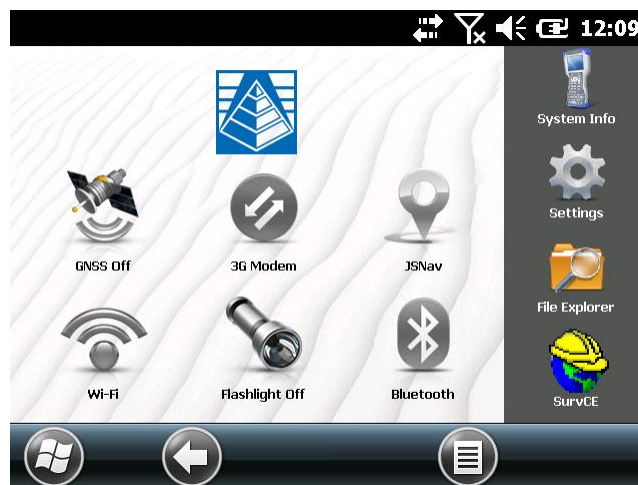 12:09
System Info
GNSS Off
3G Modem
JSNav
Settings
File Explorer
Wi-Fi
Flashlight Off
Bluetooth
SurvCE